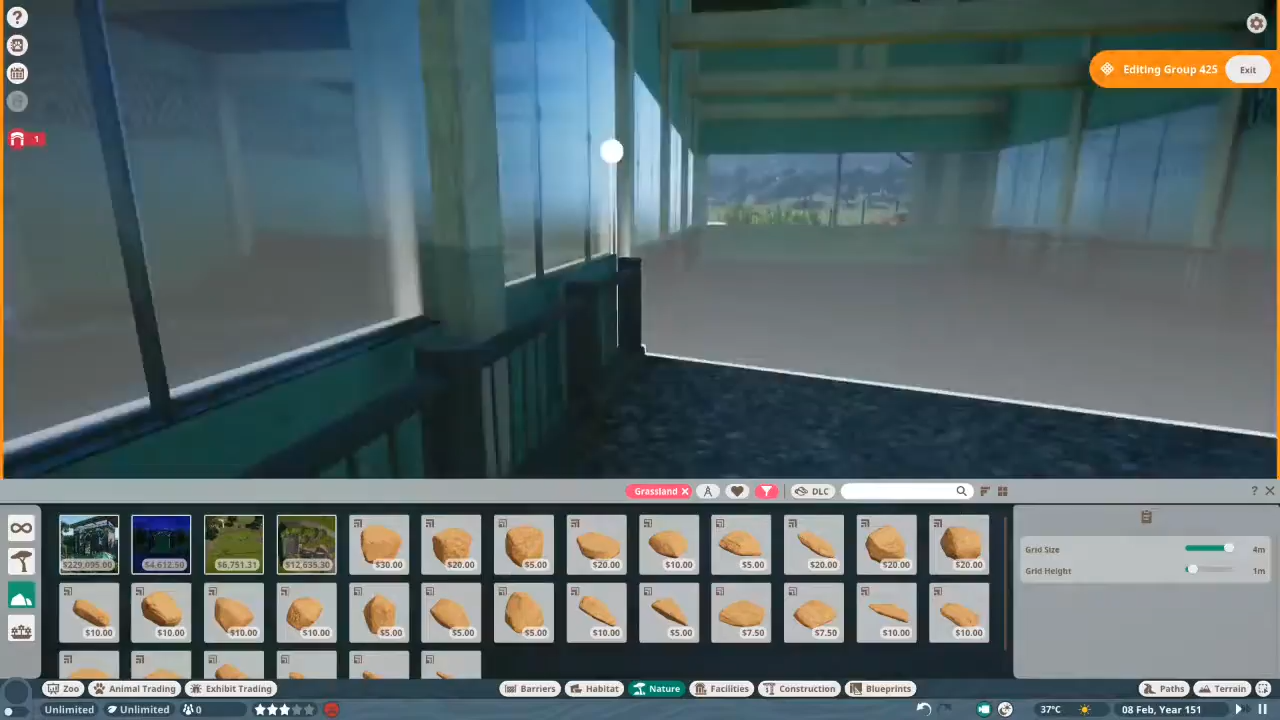 ?
Editing Group 425 Exit
1
Grassland × DLC ? ×
$229,095.00 $4,612.50 $6,751.31 $12,635.30 $30.00 $20.00 $5.00 $20.00 $10.00 $5.00 $20.00 $20.00 $20.00
Grid Size 4m
Grid Height 1m
$10.00 $10.00 $10.00 $10.00 $5.00 $5.00 $5.00 $10.00 $5.00 $7.50 $7.50 $10.00 $10.00
Zoo Animal Trading Exhibit Trading Barriers Habitat Nature Facilities Construction Blueprints Paths Terrain
Unlimited Unlimited 0 37°C 08 Feb, Year 151